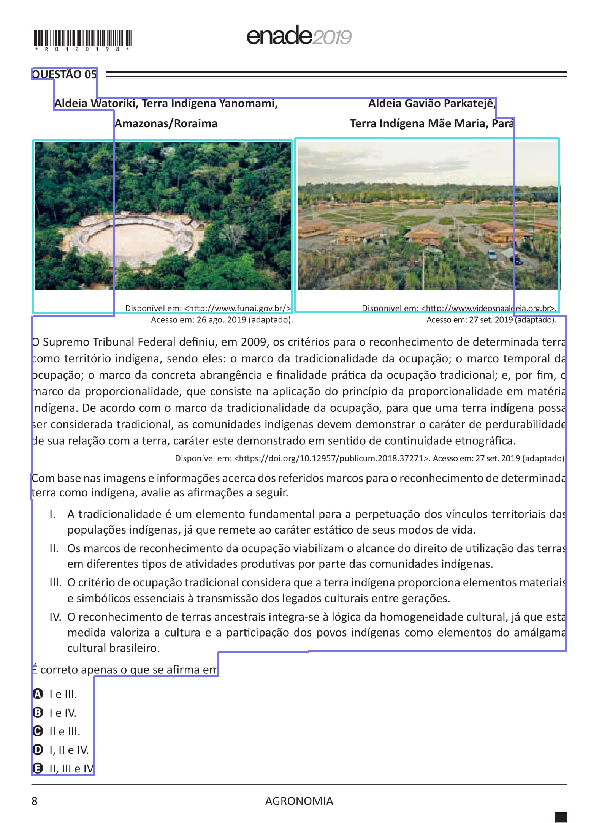 *R0120198*
enade2019
QUESTÃO 05
Aldeia Watoriki, Terra Indígena Yanomami,
Amazonas/Roraima
Aldeia Gavião Parkatejê,
Terra Indígena Mãe Maria, Pará
Disponível em: <http://www.funai.gov.br/>
Acesso em: 26 ago. 2019 (adaptado).
Disponível em: <http://www.videonaaldeia.org.br>.
Acesso em: 27 set. 2019 (adaptado).
O Supremo Tribunal Federal definiu, em 2009, os critérios para o reconhecimento de determinada terra
como território indígena, sendo eles: o marco da tradicionalidade da ocupação; o marco temporal da
ocupação; o marco da concreta abrangência e finalidade prática da ocupação tradicional; e, por fim, o
marco da proporcionalidade, que consiste na aplicação do princípio da proporcionalidade em matéria
indígena. De acordo com o marco da tradicionalidade da ocupação, para que uma terra indígena possa
ser considerada tradicional, as comunidades indígenas devem demonstrar o caráter de perdurabilidade
de sua relação com a terra, caráter este demonstrado em sentido de continuidade etnográfica.
Disponível em: <https://doi.org/10.12957/publicum.2018.37271>. Acesso em: 27 set. 2019 (adaptado)
Com base nas imagens e informações acerca dos referidos marcos para o reconhecimento de determinada
terra como indígena, avalie as afirmações a seguir.
I. A tradicionalidade é um elemento fundamental para a perpetuação dos vínculos territoriais das
populações indígenas, já que remete ao caráter estático de seus modos de vida.
II. Os marcos de reconhecimento da ocupação viabilizam o alcance do direito de utilização das terras
em diferentes tipos de atividades produtivas por parte das comunidades indígenas.
III. O critério de ocupação tradicional considera que a terra indígena proporciona elementos materiais
e simbólicos essenciais à transmissão dos legados culturais entre gerações.
IV. O reconhecimento de terras ancestrais integra-se à lógica da homogeneidade cultural, já que esta
medida valoriza a cultura e a participação dos povos indígenas como elementos do amálgama
cultural brasileiro.
É correto apenas o que se afirma em
A I e III.
B I e IV.
C II e III.
D I, II e IV.
E II, III e IV
8
AGRONOMIA